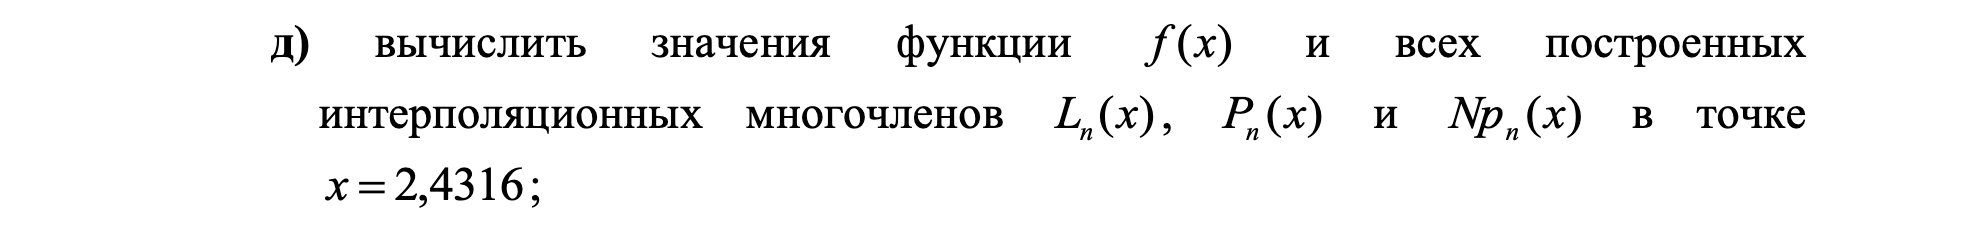 д) вычислить значения функции f(x) и всех построенных
интерполяционных многочленов Lₙ(x), Pₙ(x) и Npₙ(x) в точке
x = 2,4316;